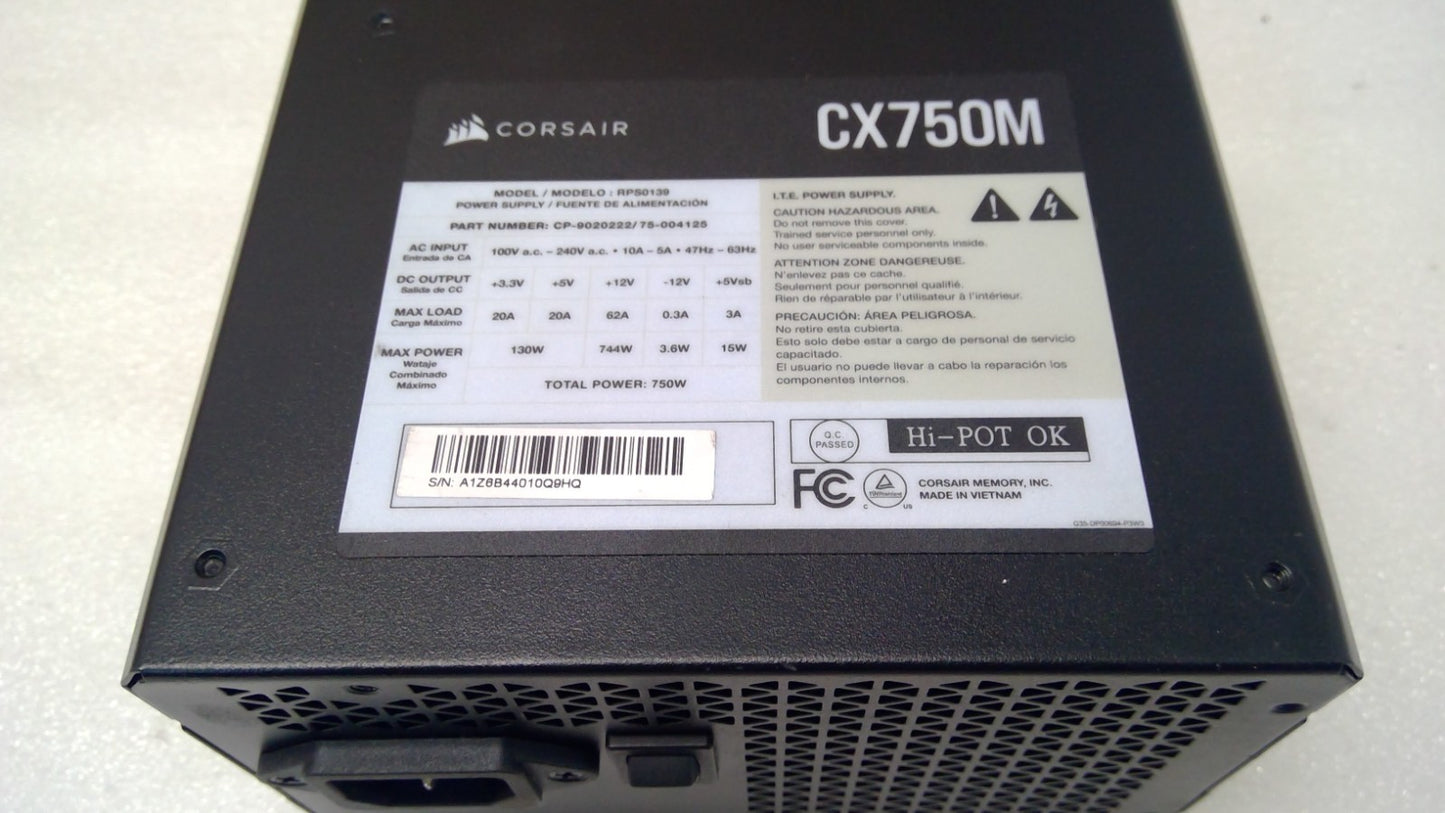 CORSAIR
CX750M
MODEL / MODELO : RPS0139
POWER SUPPLY / FUENTE DE ALIMENTACIÓN
PART NUMBER: CP-9020222/ 75-004125
AC INPUT
Entrada de CA
100V a.c. – 240V a.c. • 10A – 5A • 47Hz – 63Hz
DC OUTPUT
Salida de CC
+3.3V +5V +12V -12V +5Vsb
MAX LOAD
Carga Máximo
20A 20A 62A 0.3A 3A
MAX POWER
Wataje
Combinado
Máximo
130W 744W 3.6W 15W
TOTAL POWER: 750W
I.T.E. POWER SUPPLY.
CAUTION HAZARDOUS AREA.
Do not remove this cover.
Trained service personnel only.
No user serviceable components inside.
ATTENTION ZONE DANGEREUSE.
N'enlevez pas ce cache.
Seulement pour personnel qualifié.
Rien de réparable par l'utilisateur à l'intérieur.
PRECAUCIÓN: ÁREA PELIGROSA.
No retire esta cubierta.
Esto solo debe estar a cargo de personal de servicio
capacitado.
El usuario no puede llevar a cabo la reparación los
componentes internos.
S/N: A1Z6B44010Q9HQ
Q.C.
PASSED
Hi-POT OK
FC
C US
CORSAIR MEMORY, INC.
MADE IN VIETNAM